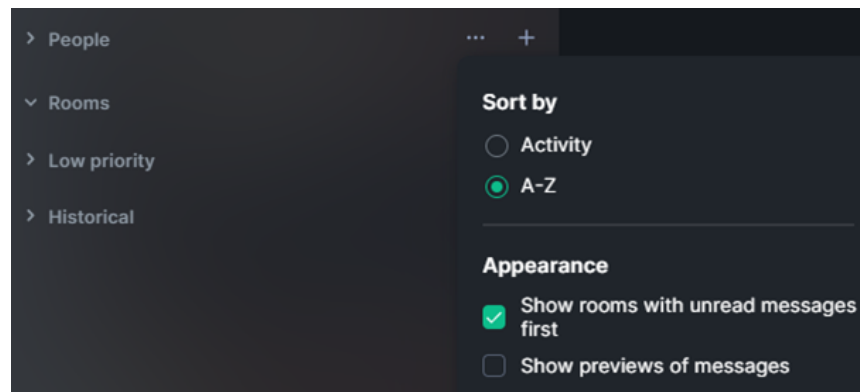 People
Rooms
Low priority
Historical
Sort by
Activity
A-Z
Appearance
Show rooms with unread messages
first
Show previews of messages